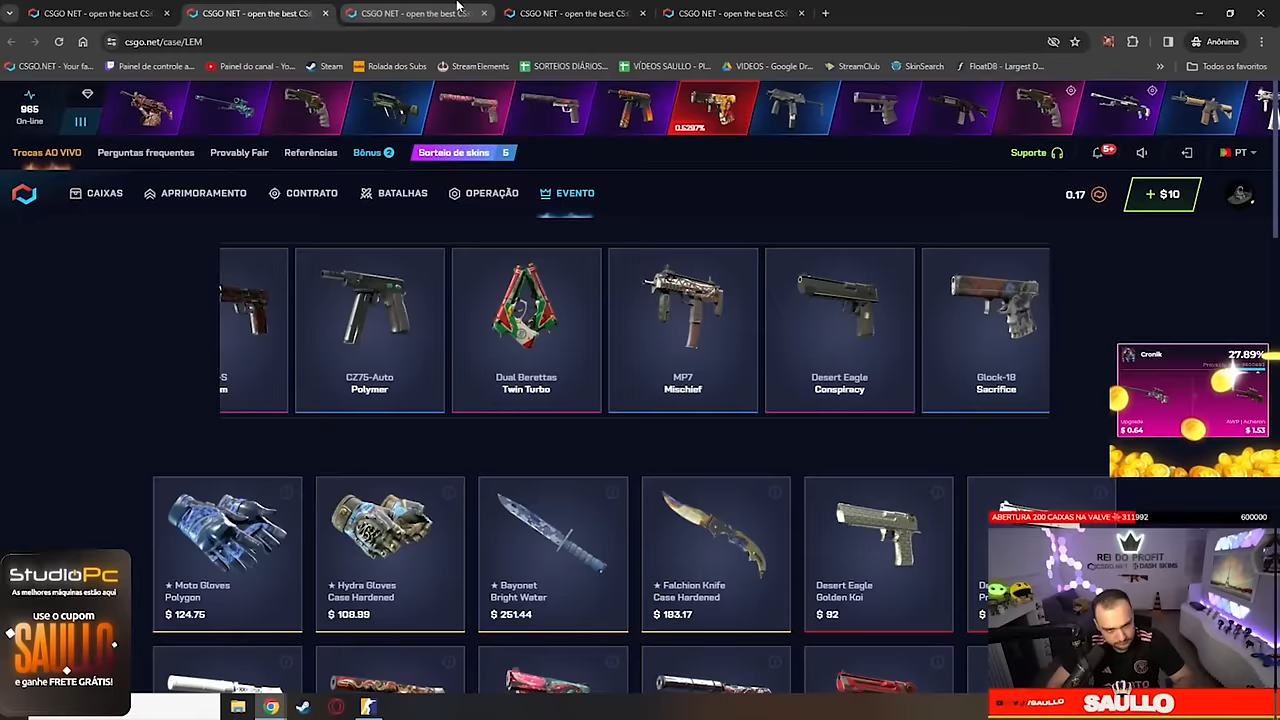 CSGO NET - open the best CS:
CSGO NET - open the best CS:
CSGO NET - open the best CS:
CSGO NET - open the best CS:
CSGO NET - open the best CS:
csgo.net/case/LEM
Anônima
CSGO.NET - Your fa...
Painel de controle a...
Painel do canal - Yo...
Steam
Rolada dos Subs
StreamElements
SORTEIOS DIÁRIOS...
VÍDEOS SAULLO - Pl...
VIDEOS - Google Dr...
StreamClub
SkinSearch
FloatDB - Largest D...
Todos os favoritos
985
On-line
0.6297%
Trocas AO VIVO
Perguntas frequentes
Provably Fair
Referências
Bônus 2
Sorteio de skins 5
Suporte
5+
PT
CAIXAS
APRIMORAMENTO
CONTRATO
BATALHAS
OPERAÇÃO
EVENTO
0.17
+ $10
-S
m
CZ75-Auto
Polymer
Dual Berettas
Twin Turbo
MP7
Mischief
Desert Eagle
Conspiracy
Glock-18
Sacrifice
Cronik
27.89%
Upgrade
$ 0.64
AWP | Acheron
$ 1.53
★ Moto Gloves
Polygon
$ 124.75
★ Hydra Gloves
Case Hardened
$ 108.89
★ Bayonet
Bright Water
$ 251.44
★ Falchion Knife
Case Hardened
$ 183.17
Desert Eagle
Golden Koi
$ 92
ABERTURA 200 CAIXAS NA VALVE
311992
600000
REI DO PROFIT
CSGO.NET
DASH SKINS
StudioPc
As melhores máquinas estão aqui
use o cupom
SAULLO
e ganhe FRETE GRÁTIS!
/SAULLO
SAULLO